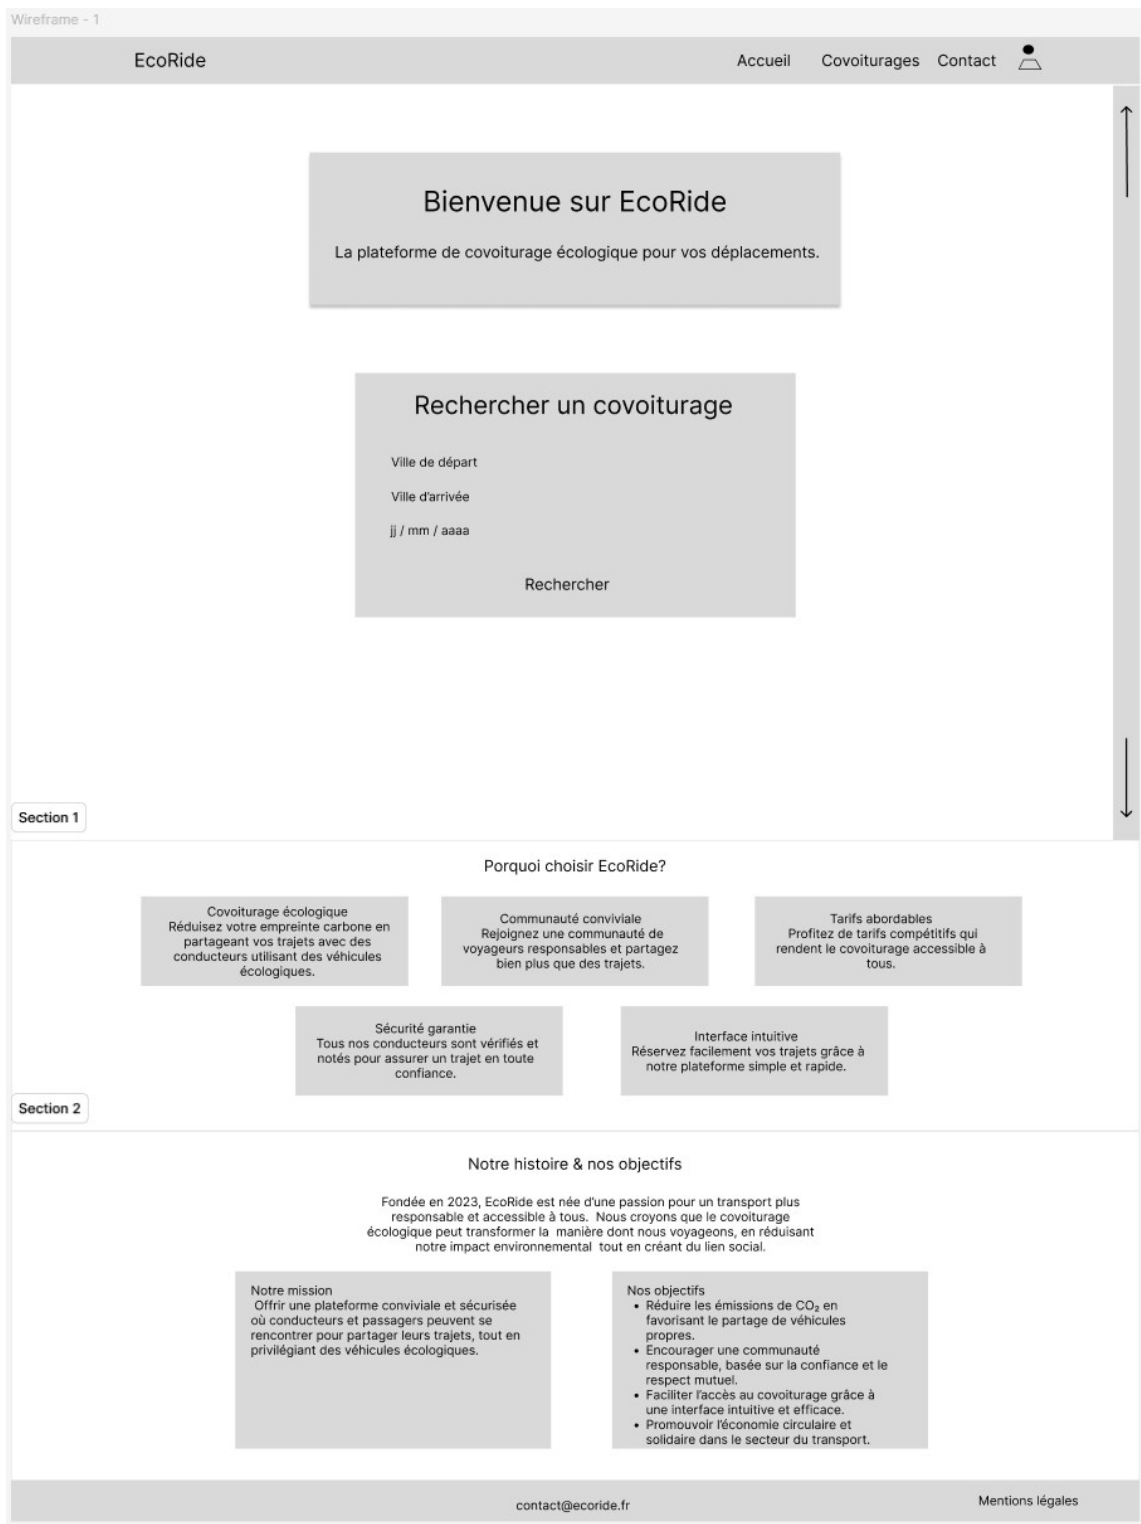 Wireframe - 1
EcoRide
Accueil Covoiturages Contact
Bienvenue sur EcoRide
La plateforme de covoiturage écologique pour vos déplacements.
Rechercher un covoiturage
Ville de départ
Ville d'arrivée
jj / mm / aaaa
Rechercher
Section 1
Porquoi choisir EcoRide?
Covoiturage écologique
Réduisez votre empreinte carbone en
partageant vos trajets avec des
conducteurs utilisant des véhicules
écologiques.
Communauté conviviale
Rejoignez une communauté de
voyageurs responsables et partagez
bien plus que des trajets.
Tarifs abordables
Profitez de tarifs compétitifs qui
rendent le covoiturage accessible à
tous.
Sécurité garantie
Tous nos conducteurs sont vérifiés et
notés pour assurer un trajet en toute
confiance.
Interface intuitive
Réservez facilement vos trajets grâce à
notre plateforme simple et rapide.
Section 2
Notre histoire & nos objectifs
Fondée en 2023, EcoRide est née d'une passion pour un transport plus
responsable et accessible à tous. Nous croyons que le covoiturage
écologique peut transformer la manière dont nous voyageons, en réduisant
notre impact environnemental tout en créant du lien social.
Notre mission
Offrir une plateforme conviviale et sécurisée
où conducteurs et passagers peuvent se
rencontrer pour partager leurs trajets, tout en
privilégiant des véhicules écologiques.
Nos objectifs
• Réduire les émissions de CO₂ en
favorisant le partage de véhicules
propres.
• Encourager une communauté
responsable, basée sur la confiance et le
respect mutuel.
• Faciliter l'accès au covoiturage grâce à
une interface intuitive et efficace.
• Promouvoir l'économie circulaire et
solidaire dans le secteur du transport.
contact@ecoride.fr
Mentions légales